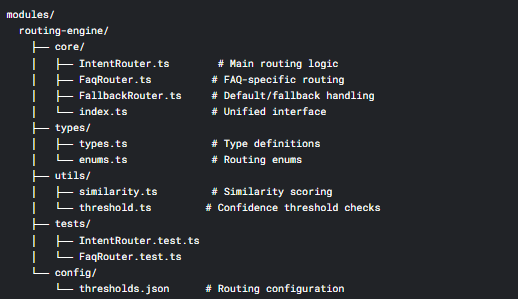 modules/
  routing-engine/
    ├── core/
    │   ├── IntentRouter.ts        # Main routing logic
    │   ├── FaqRouter.ts          # FAQ-specific routing
    │   ├── FallbackRouter.ts     # Default/fallback handling
    │   └── index.ts              # Unified interface
    ├── types/
    │   ├── types.ts              # Type definitions
    │   └── enums.ts              # Routing enums
    ├── utils/
    │   ├── similarity.ts         # Similarity scoring
    │   └── threshold.ts         # Confidence threshold checks
    ├── tests/
    │   ├── IntentRouter.test.ts
    │   └── FaqRouter.test.ts
    └── config/
        └── thresholds.json      # Routing configuration